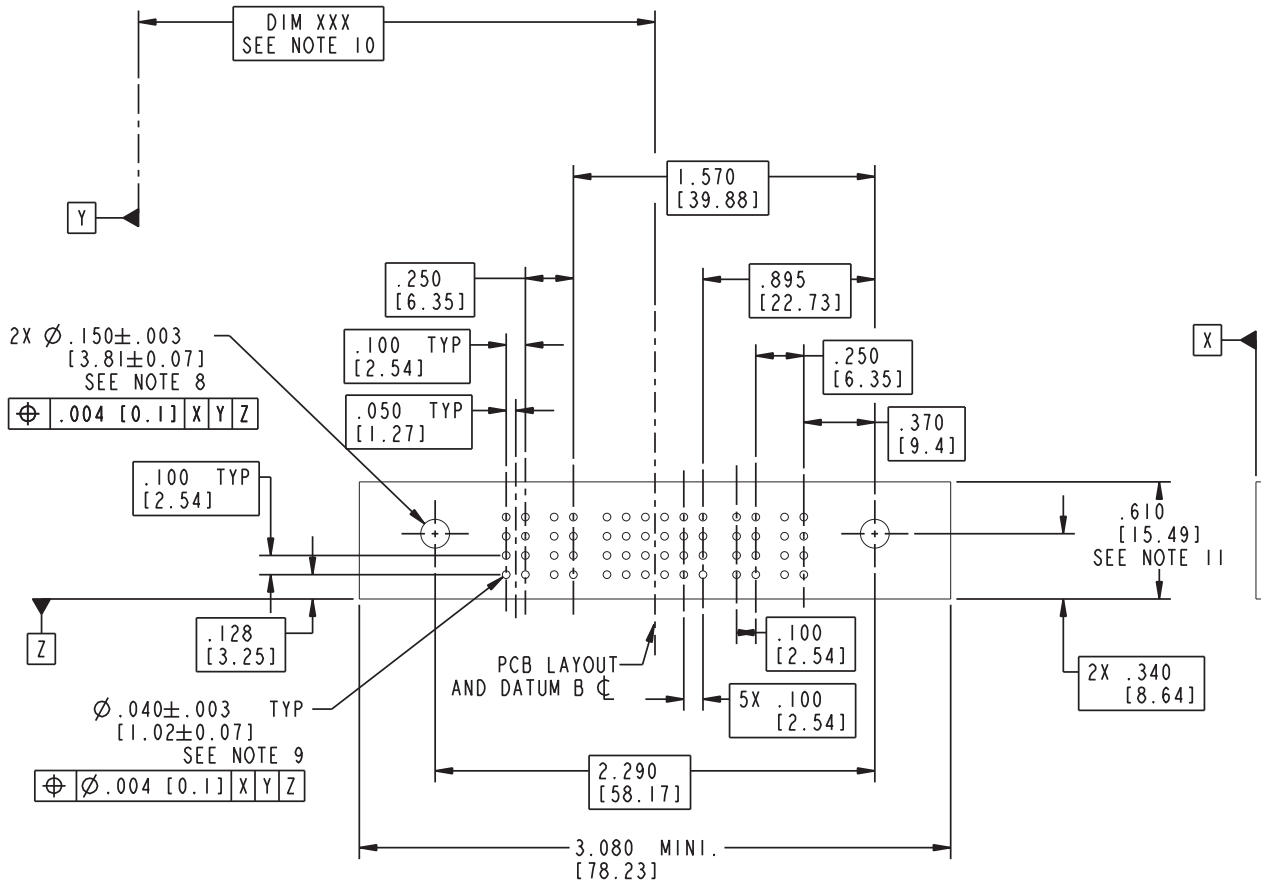 DIM XXX
SEE NOTE 10
1.570
[39.88]
Y
.250
[6.35]
.895
[22.73]
2X Ø .150±.003
[3.81±0.07]
SEE NOTE 8
⌖ .004 [0.1] X Y Z
.100 TYP
[2.54]
.250
[6.35]
X
.050 TYP
[1.27]
.370
[9.4]
.100 TYP
[2.54]
.610
[15.49]
SEE NOTE 11
Z
.128
[3.25]
PCB LAYOUT
AND DATUM B ℄
.100
[2.54]
2X .340
[8.64]
5X .100
[2.54]
Ø.040±.003 TYP
[1.02±0.07]
SEE NOTE 9
⌖ Ø.004 [0.1] X Y Z
2.290
[58.17]
3.080 MINI.
[78.23]